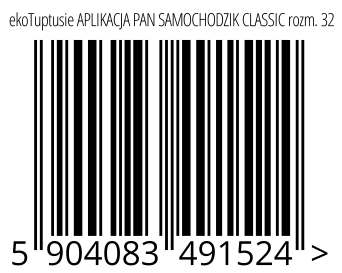 ekoTuptusie APLIKACJA PAN SAMOCHODZIK CLASSIC rozm. 32
5 904083 491524 >